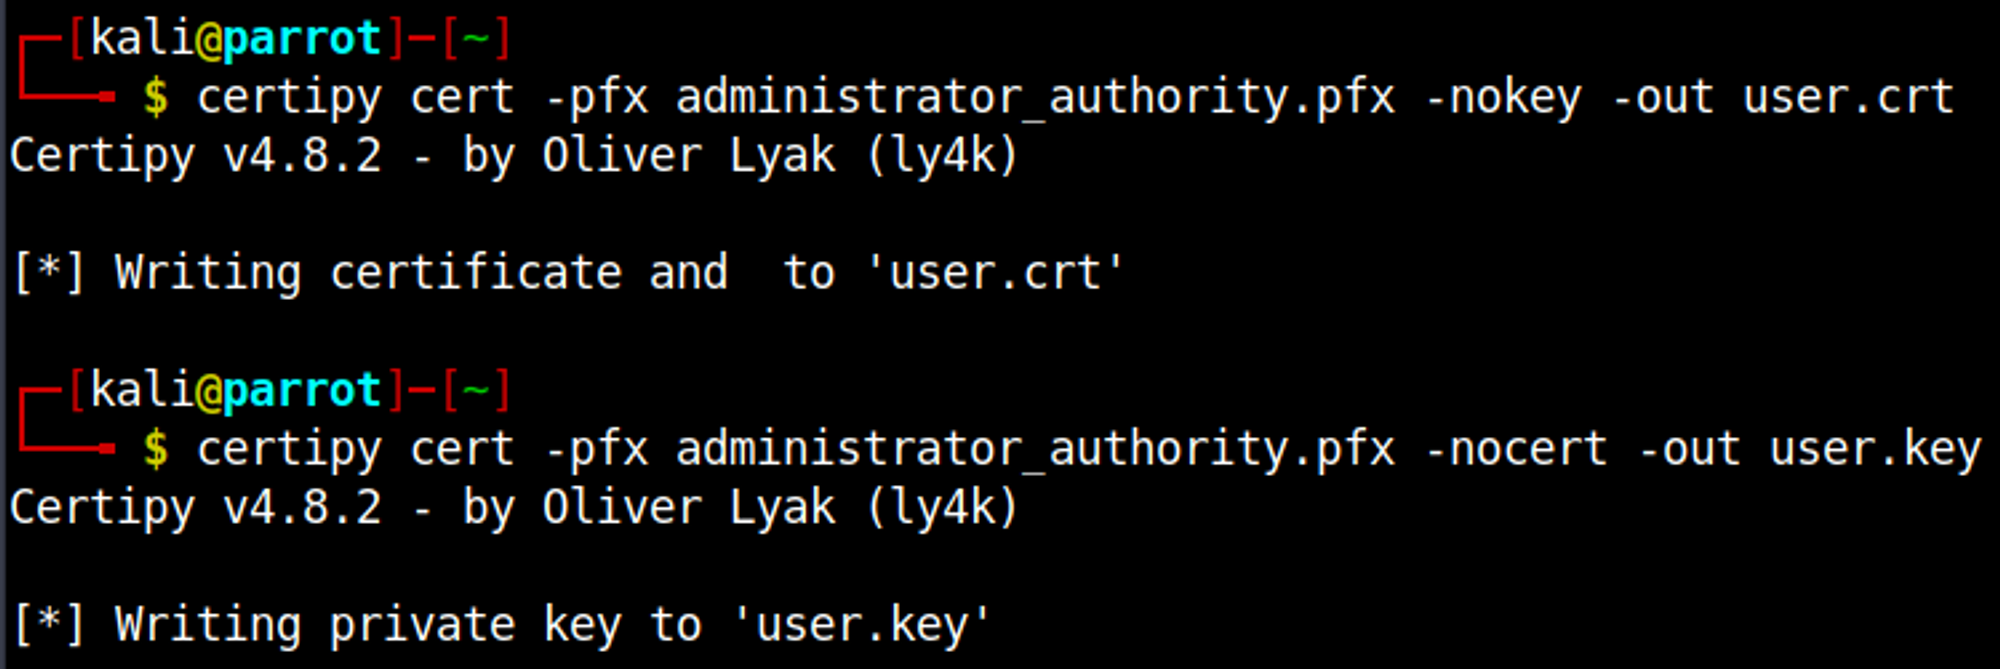 ┌─[kali@parrot]─[~]
└──╼ $ certipy cert -pfx administrator_authority.pfx -nokey -out user.crt
Certipy v4.8.2 - by Oliver Lyak (ly4k)
[*] Writing certificate and  to 'user.crt'
┌─[kali@parrot]─[~]
└──╼ $ certipy cert -pfx administrator_authority.pfx -nocert -out user.key
Certipy v4.8.2 - by Oliver Lyak (ly4k)
[*] Writing private key to 'user.key'